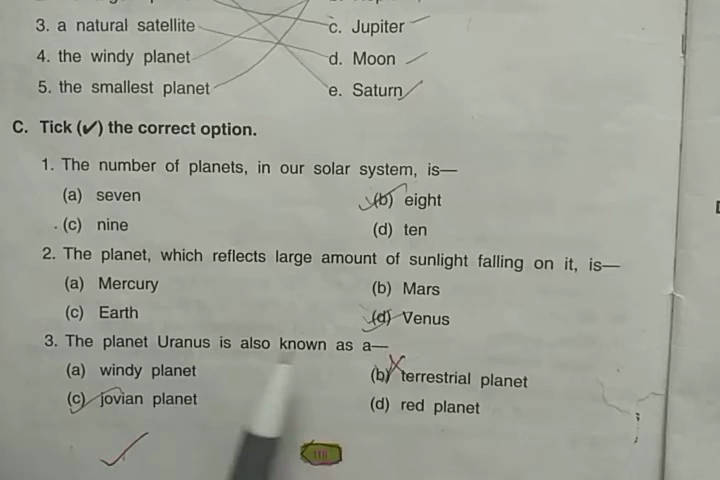 3. a natural satellite
c. Jupiter
4. the windy planet
d. Moon
5. the smallest planet
e. Saturn
C. Tick (✔) the correct option.
1. The number of planets, in our solar system, is—
(a) seven
(b) eight
(c) nine
(d) ten
2. The planet, which reflects large amount of sunlight falling on it, is—
(a) Mercury
(b) Mars
(c) Earth
(d) Venus
3. The planet Uranus is also known as a—
(a) windy planet
(b) terrestrial planet
(c) jovian planet
(d) red planet